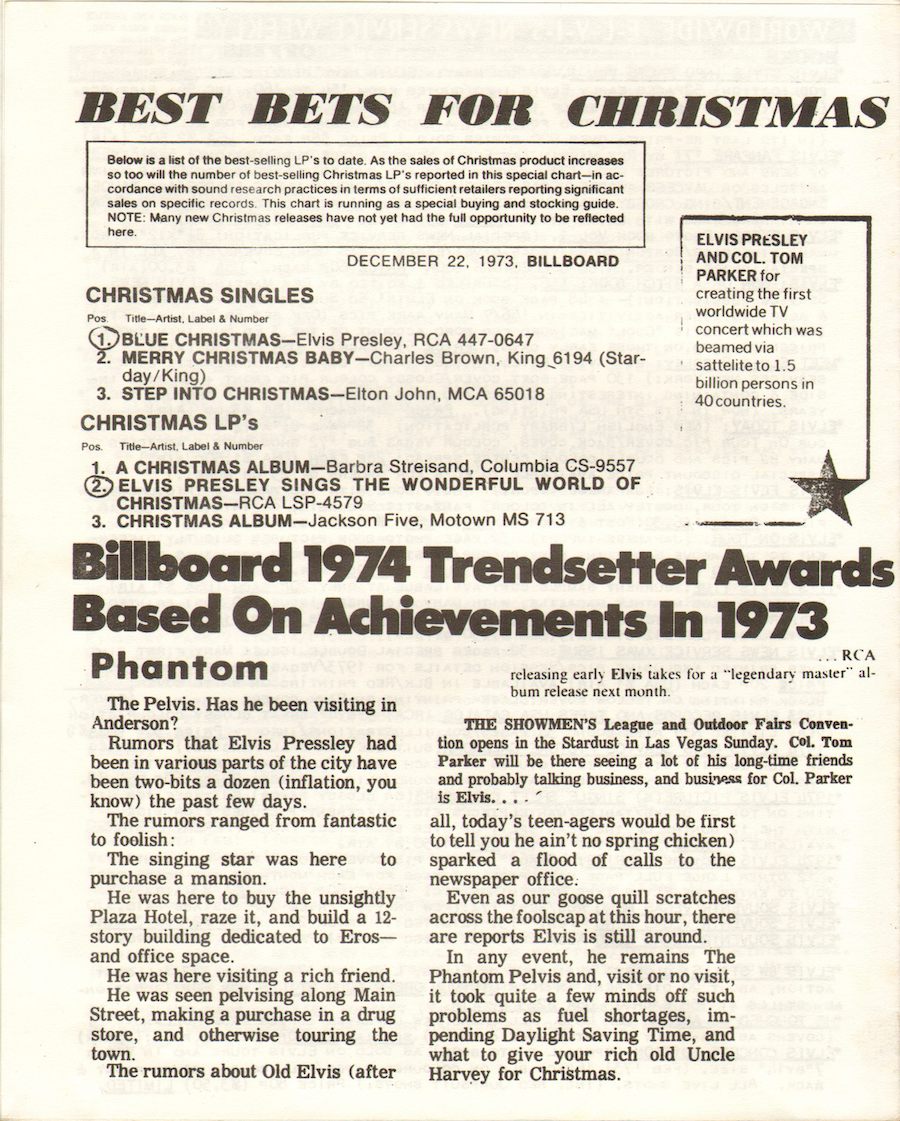 BEST BETS FOR CHRISTMAS
Below is a list of the best-selling LP's to date. As the sales of Christmas product increases
so too will the number of best-selling Christmas LP's reported in this special chart—in ac-
cordance with sound research practices in terms of sufficient retailers reporting significant
sales on specific records. This chart is running as a special buying and stocking guide.
NOTE: Many new Christmas releases have not yet had the full opportunity to be reflected
here.
DECEMBER 22, 1973, BILLBOARD
CHRISTMAS SINGLES
Pos. Title—Artist, Label & Number
1. BLUE CHRISTMAS—Elvis Presley, RCA 447-0647
2. MERRY CHRISTMAS BABY—Charles Brown, King 6194 (Star-
day/King)
3. STEP INTO CHRISTMAS—Elton John, MCA 65018
CHRISTMAS LP's
Pos. Title—Artist, Label & Number
1. A CHRISTMAS ALBUM—Barbra Streisand, Columbia CS-9557
2. ELVIS PRESLEY SINGS THE WONDERFUL WORLD OF
CHRISTMAS—RCA LSP-4579
3. CHRISTMAS ALBUM—Jackson Five, Motown MS 713
ELVIS PRESLEY
AND COL. TOM
PARKER for
creating the first
worldwide TV
concert which was
beamed via
sattelite to 1.5
billion persons in
40 countries.
Billboard 1974 Trendsetter Awards
Based On Achievements In 1973
Phantom
The Pelvis. Has he been visiting in
Anderson?
Rumors that Elvis Pressley had
been in various parts of the city have
been two-bits a dozen (inflation, you
know) the past few days.
The rumors ranged from fantastic
to foolish:
The singing star was here to
purchase a mansion.
He was here to buy the unsightly
Plaza Hotel, raze it, and build a 12-
story building dedicated to Eros—
and office space.
He was here visiting a rich friend.
He was seen pelvising along Main
Street, making a purchase in a drug
store, and otherwise touring the
town.
The rumors about Old Elvis (after
... RCA
releasing early Elvis takes for a "legendary master" al-
bum release next month.
THE SHOWMEN'S League and Outdoor Fairs Conven-
tion opens in the Stardust in Las Vegas Sunday. Col. Tom
Parker will be there seeing a lot of his long-time friends
and probably talking business, and business for Col. Parker
is Elvis. . . .
all, today's teen-agers would be first
to tell you he ain't no spring chicken)
sparked a flood of calls to the
newspaper office.
Even as our goose quill scratches
across the foolscap at this hour, there
are reports Elvis is still around.
In any event, he remains The
Phantom Pelvis and, visit or no visit,
it took quite a few minds off such
problems as fuel shortages, im-
pending Daylight Saving Time, and
what to give your rich old Uncle
Harvey for Christmas.